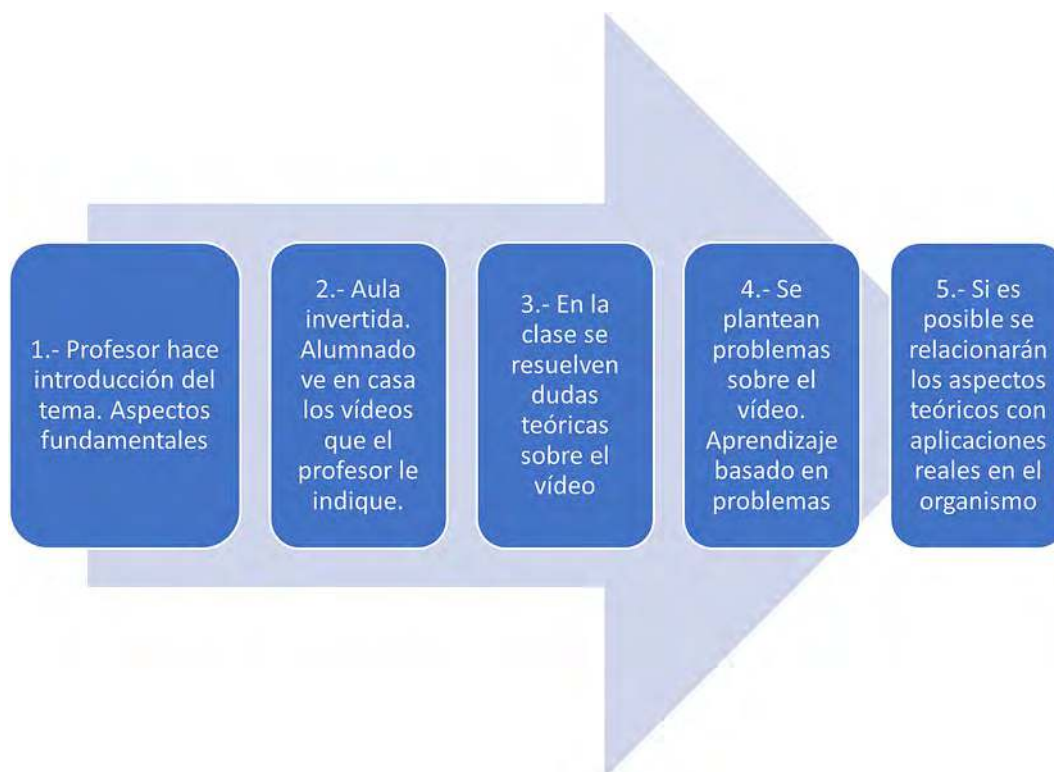 1.- Profesor hace
introducción del
tema. Aspectos
fundamentales
2.- Aula
invertida.
Alumnado
ve en casa
los vídeos
que el
profesor le
indique.
3.- En la
clase se
resuelven
dudas
teóricas
sobre el
vídeo
4.- Se
plantean
problemas
sobre el
vídeo.
Aprendizaje
basado en
problemas
5.- Si es
posible se
relacionarán
los aspectos
teóricos con
aplicaciones
reales en el
organismo